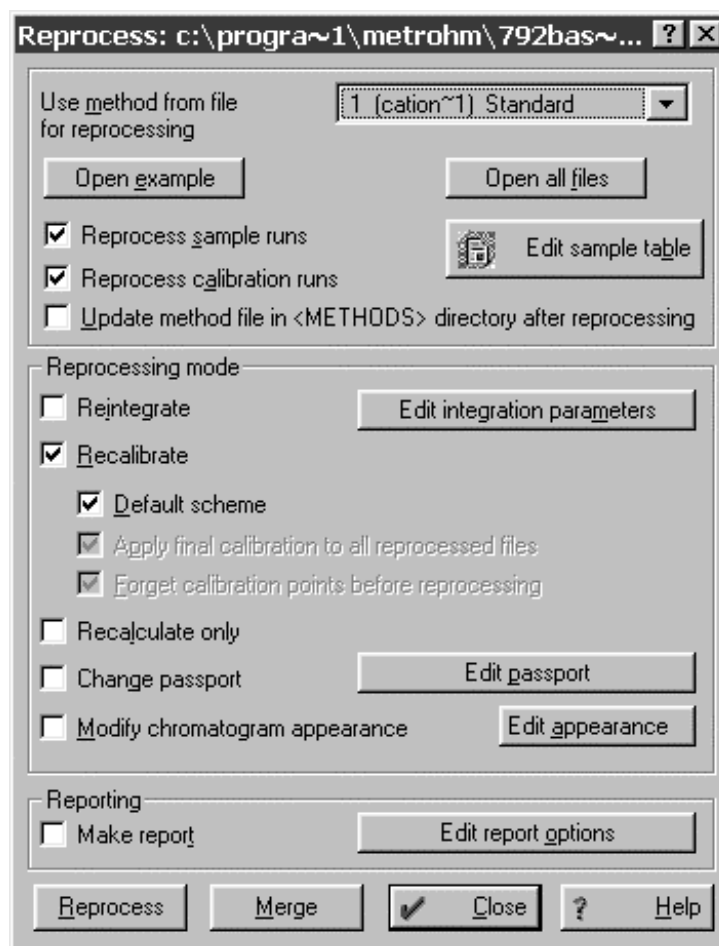 Reprocess: c:\progra~1\metrohm\792bas~...
Use method from file
for reprocessing
1 (cation~1) Standard
Open example
Open all files
Reprocess sample runs
Edit sample table
Reprocess calibration runs
Update method file in <METHODS> directory after reprocessing
Reprocessing mode
Reintegrate
Edit integration parameters
Recalibrate
Default scheme
Apply final calibration to all reprocessed files
Forget calibration points before reprocessing
Recalculate only
Change passport
Edit passport
Modify chromatogram appearance
Edit appearance
Reporting
Make report
Edit report options
Reprocess
Merge
Close
? Help